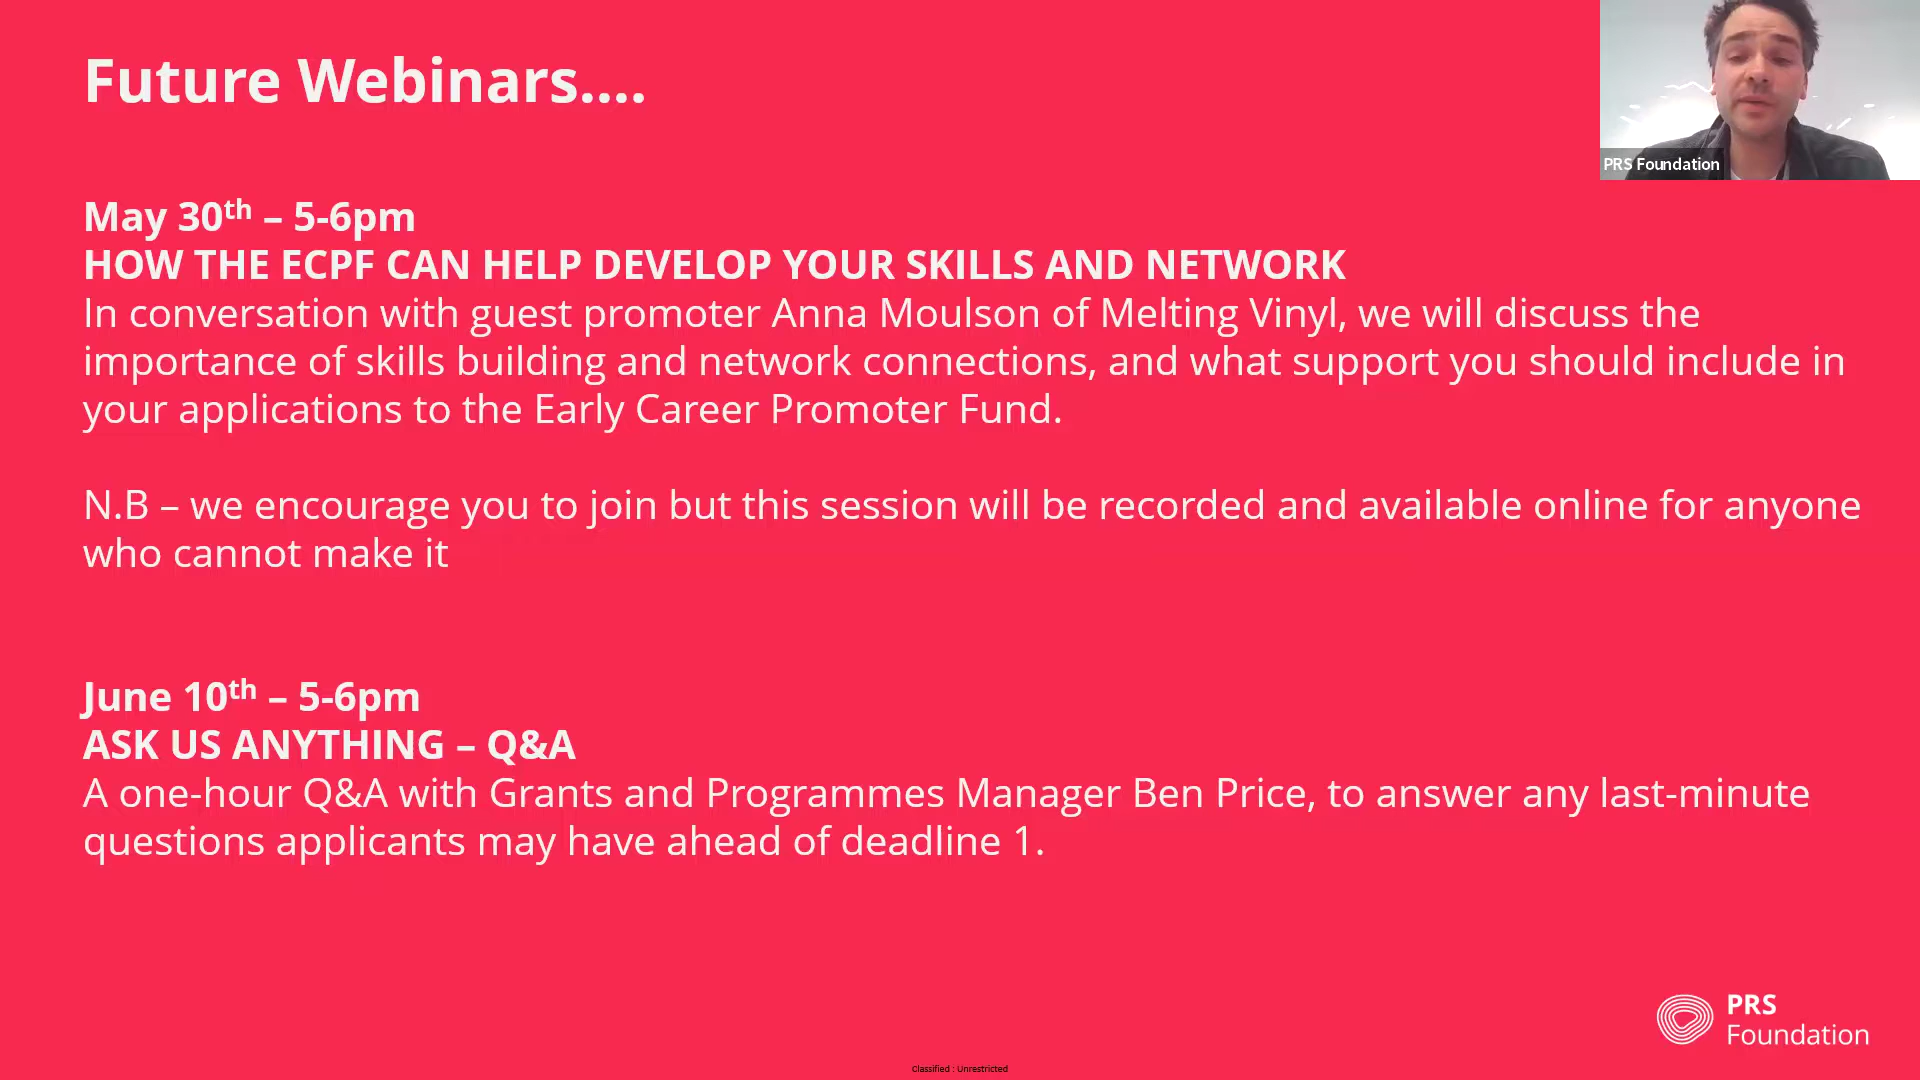 Future Webinars....
PRS Foundation
May 30th – 5-6pm
HOW THE ECPF CAN HELP DEVELOP YOUR SKILLS AND NETWORK
In conversation with guest promoter Anna Moulson of Melting Vinyl, we will discuss the
importance of skills building and network connections, and what support you should include in
your applications to the Early Career Promoter Fund.
N.B – we encourage you to join but this session will be recorded and available online for anyone
who cannot make it
June 10th – 5-6pm
ASK US ANYTHING – Q&A
A one-hour Q&A with Grants and Programmes Manager Ben Price, to answer any last-minute
questions applicants may have ahead of deadline 1.
PRS
Foundation
Classified : Unrestricted